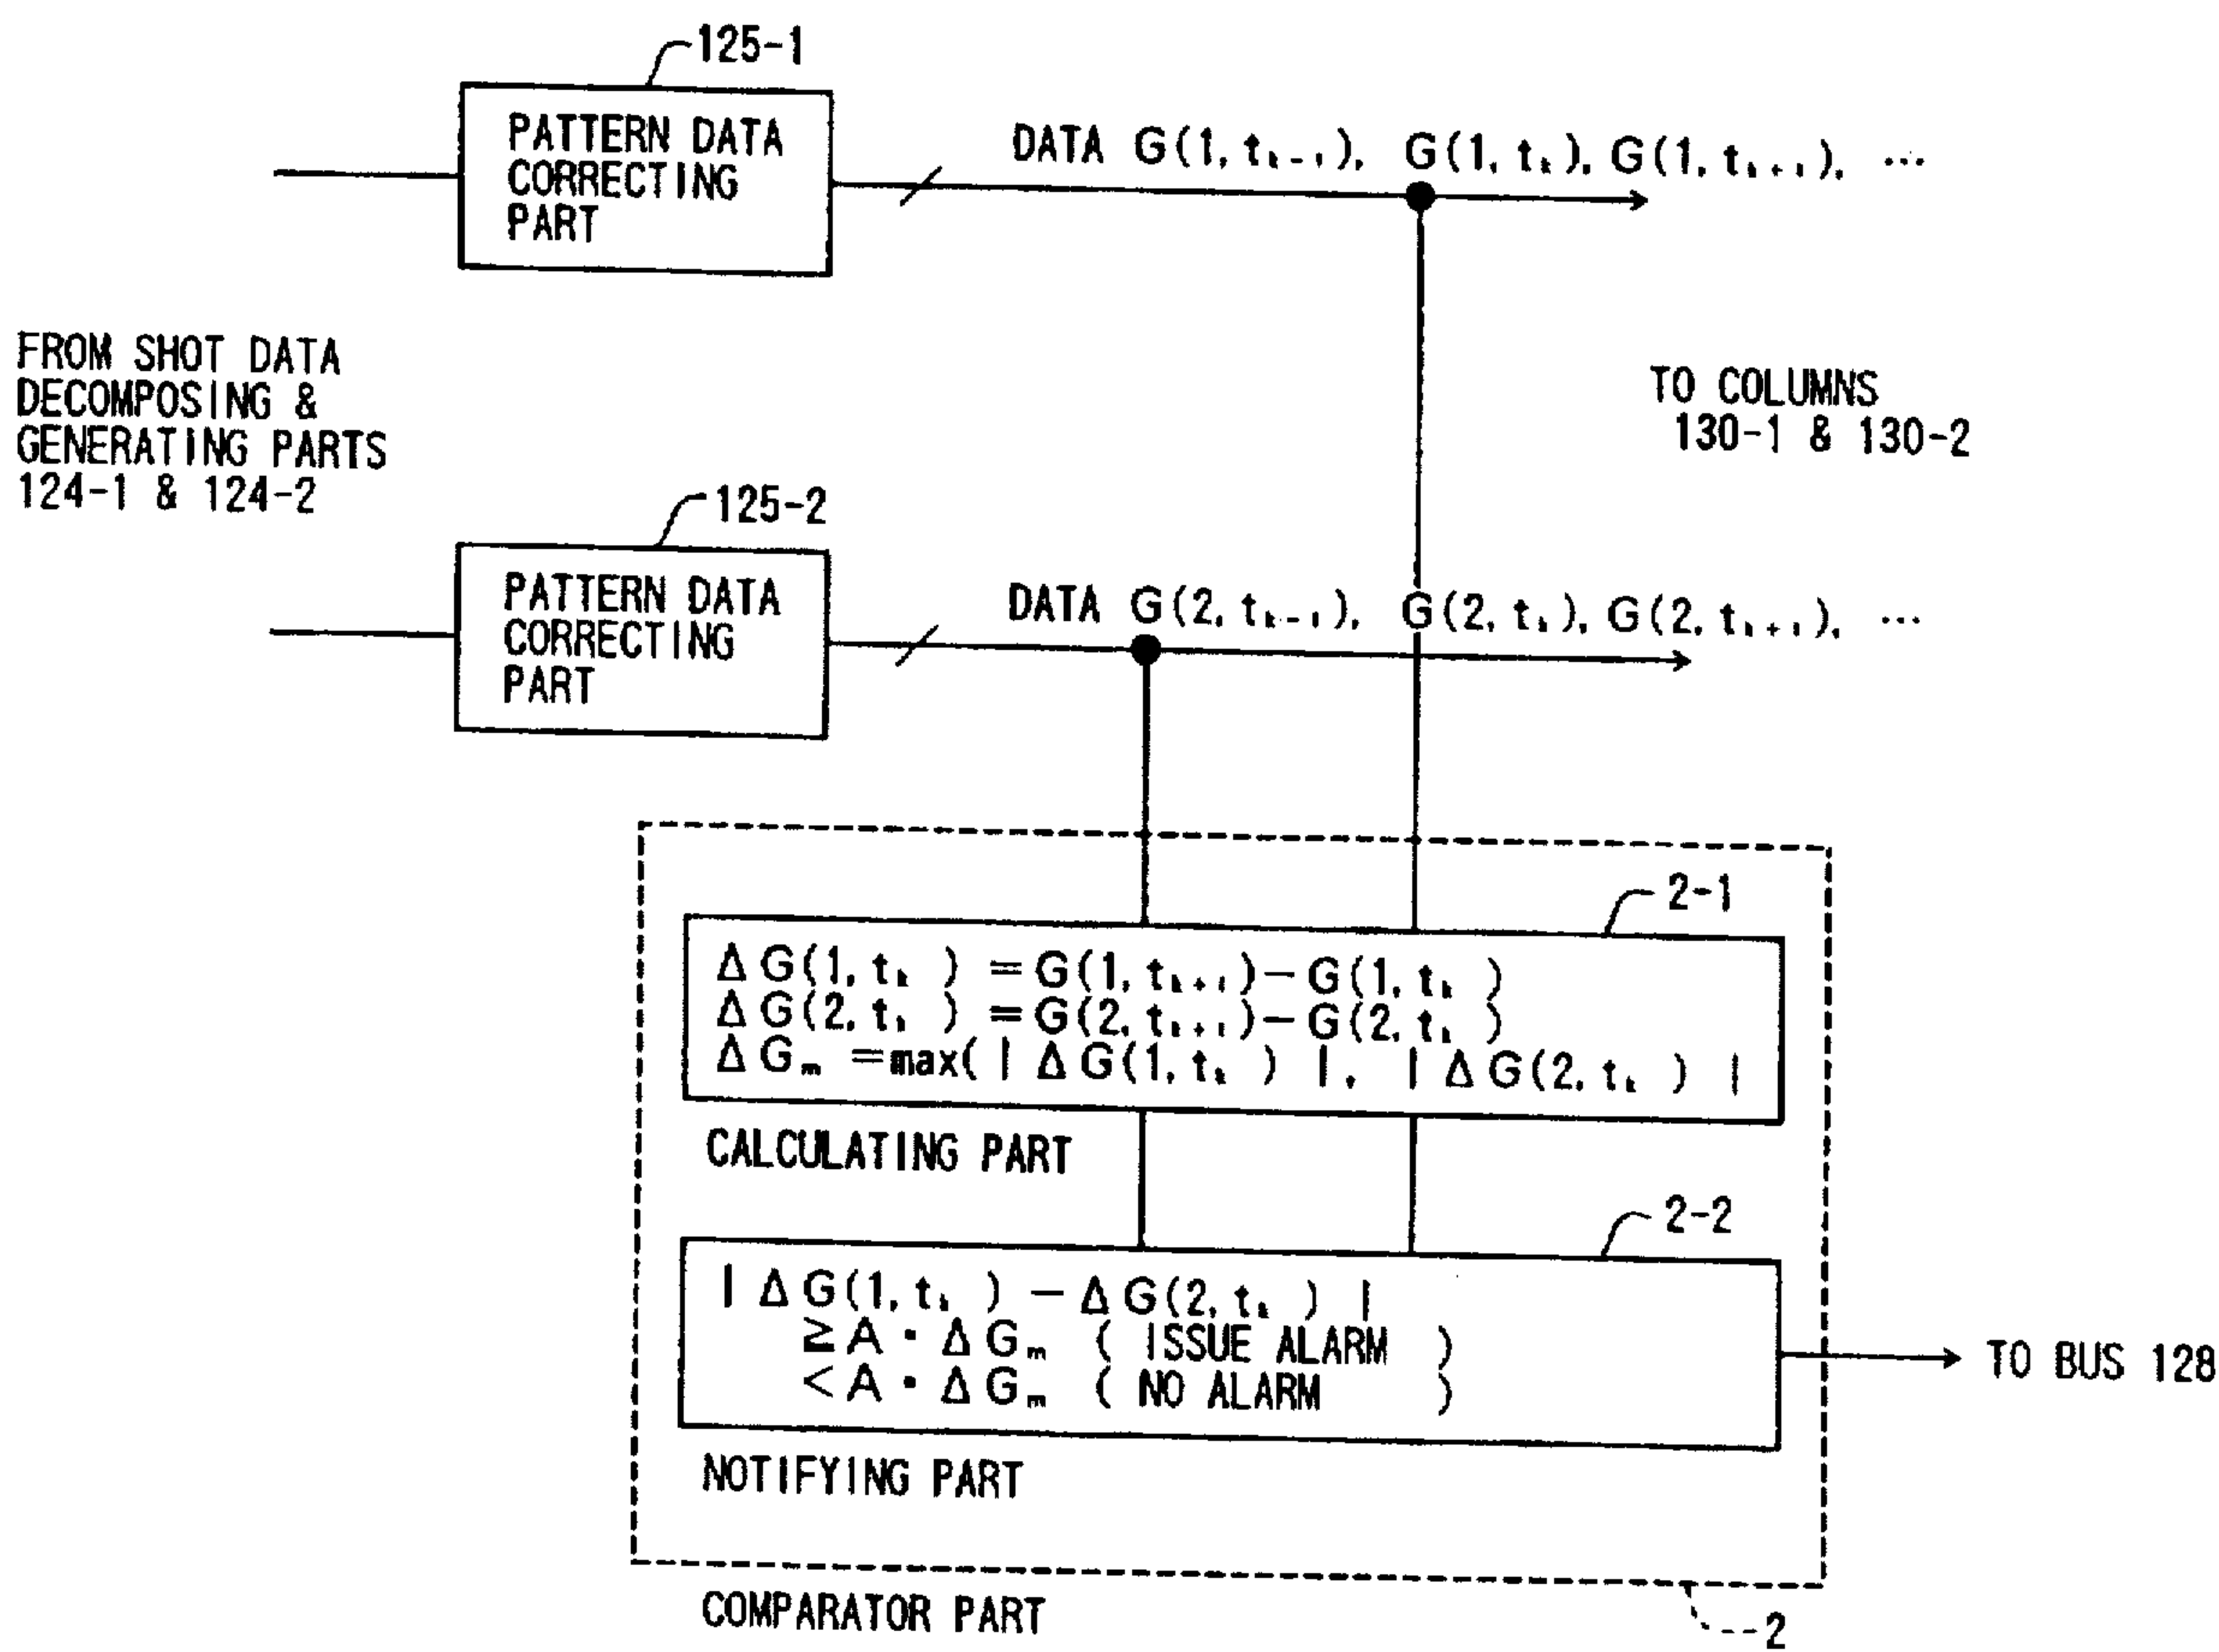 125-1
PATTERN DATA
CORRECTING
PART
DATA G(1, tₖ₋₁), G(1, tₖ), G(1, tₖ₊₁), ...
FROM SHOT DATA
DECOMPOSING &
GENERATING PARTS
124-1 & 124-2
TO COLUMNS
130-1 & 130-2
125-2
PATTERN DATA
CORRECTING
PART
DATA G(2, tₖ₋₁), G(2, tₖ), G(2, tₖ₊₁), ...
2-1
ΔG(1, tₖ) = G(1, tₖ₊₁) − G(1, tₖ)
ΔG(2, tₖ) = G(2, tₖ₊₁) − G(2, tₖ)
ΔGₘ = max( | ΔG(1, tₖ) |, | ΔG(2, tₖ) |
CALCULATING PART
2-2
| ΔG(1, tₖ) − ΔG(2, tₖ) |
≥ A · ΔGₘ ( ISSUE ALARM )
< A · ΔGₘ ( NO ALARM )
TO BUS 128
NOTIFYING PART
COMPARATOR PART
2